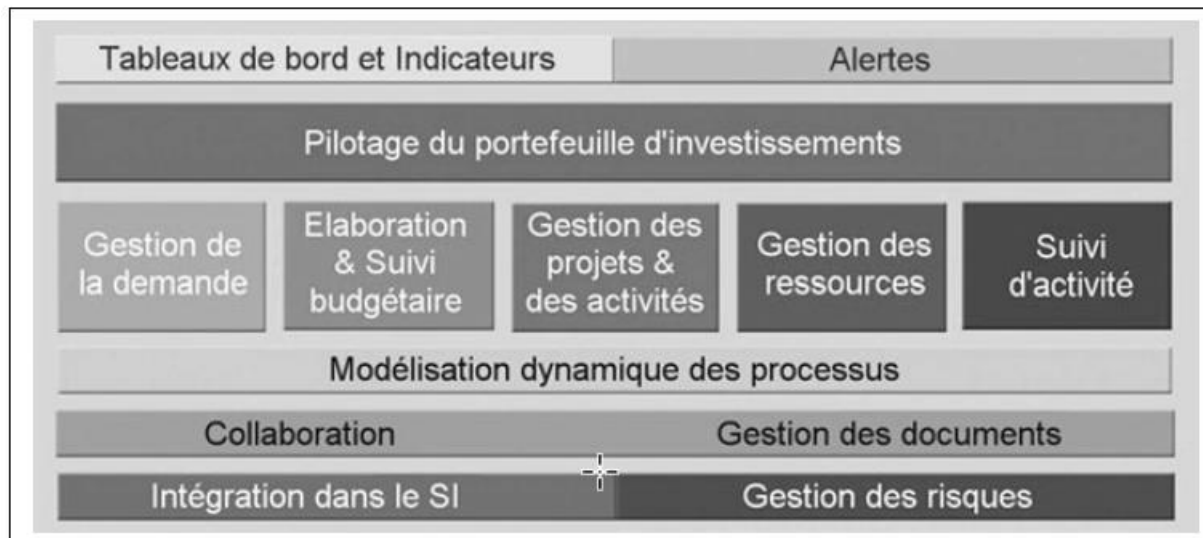 Tableaux de bord et Indicateurs
Alertes
Pilotage du portefeuille d'investissements
Gestion de
la demande
Elaboration
& Suivi
budgétaire
Gestion des
projets &
des activités
Gestion des
ressources
Suivi
d'activité
Modélisation dynamique des processus
Collaboration
Gestion des documents
Intégration dans le SI
Gestion des risques